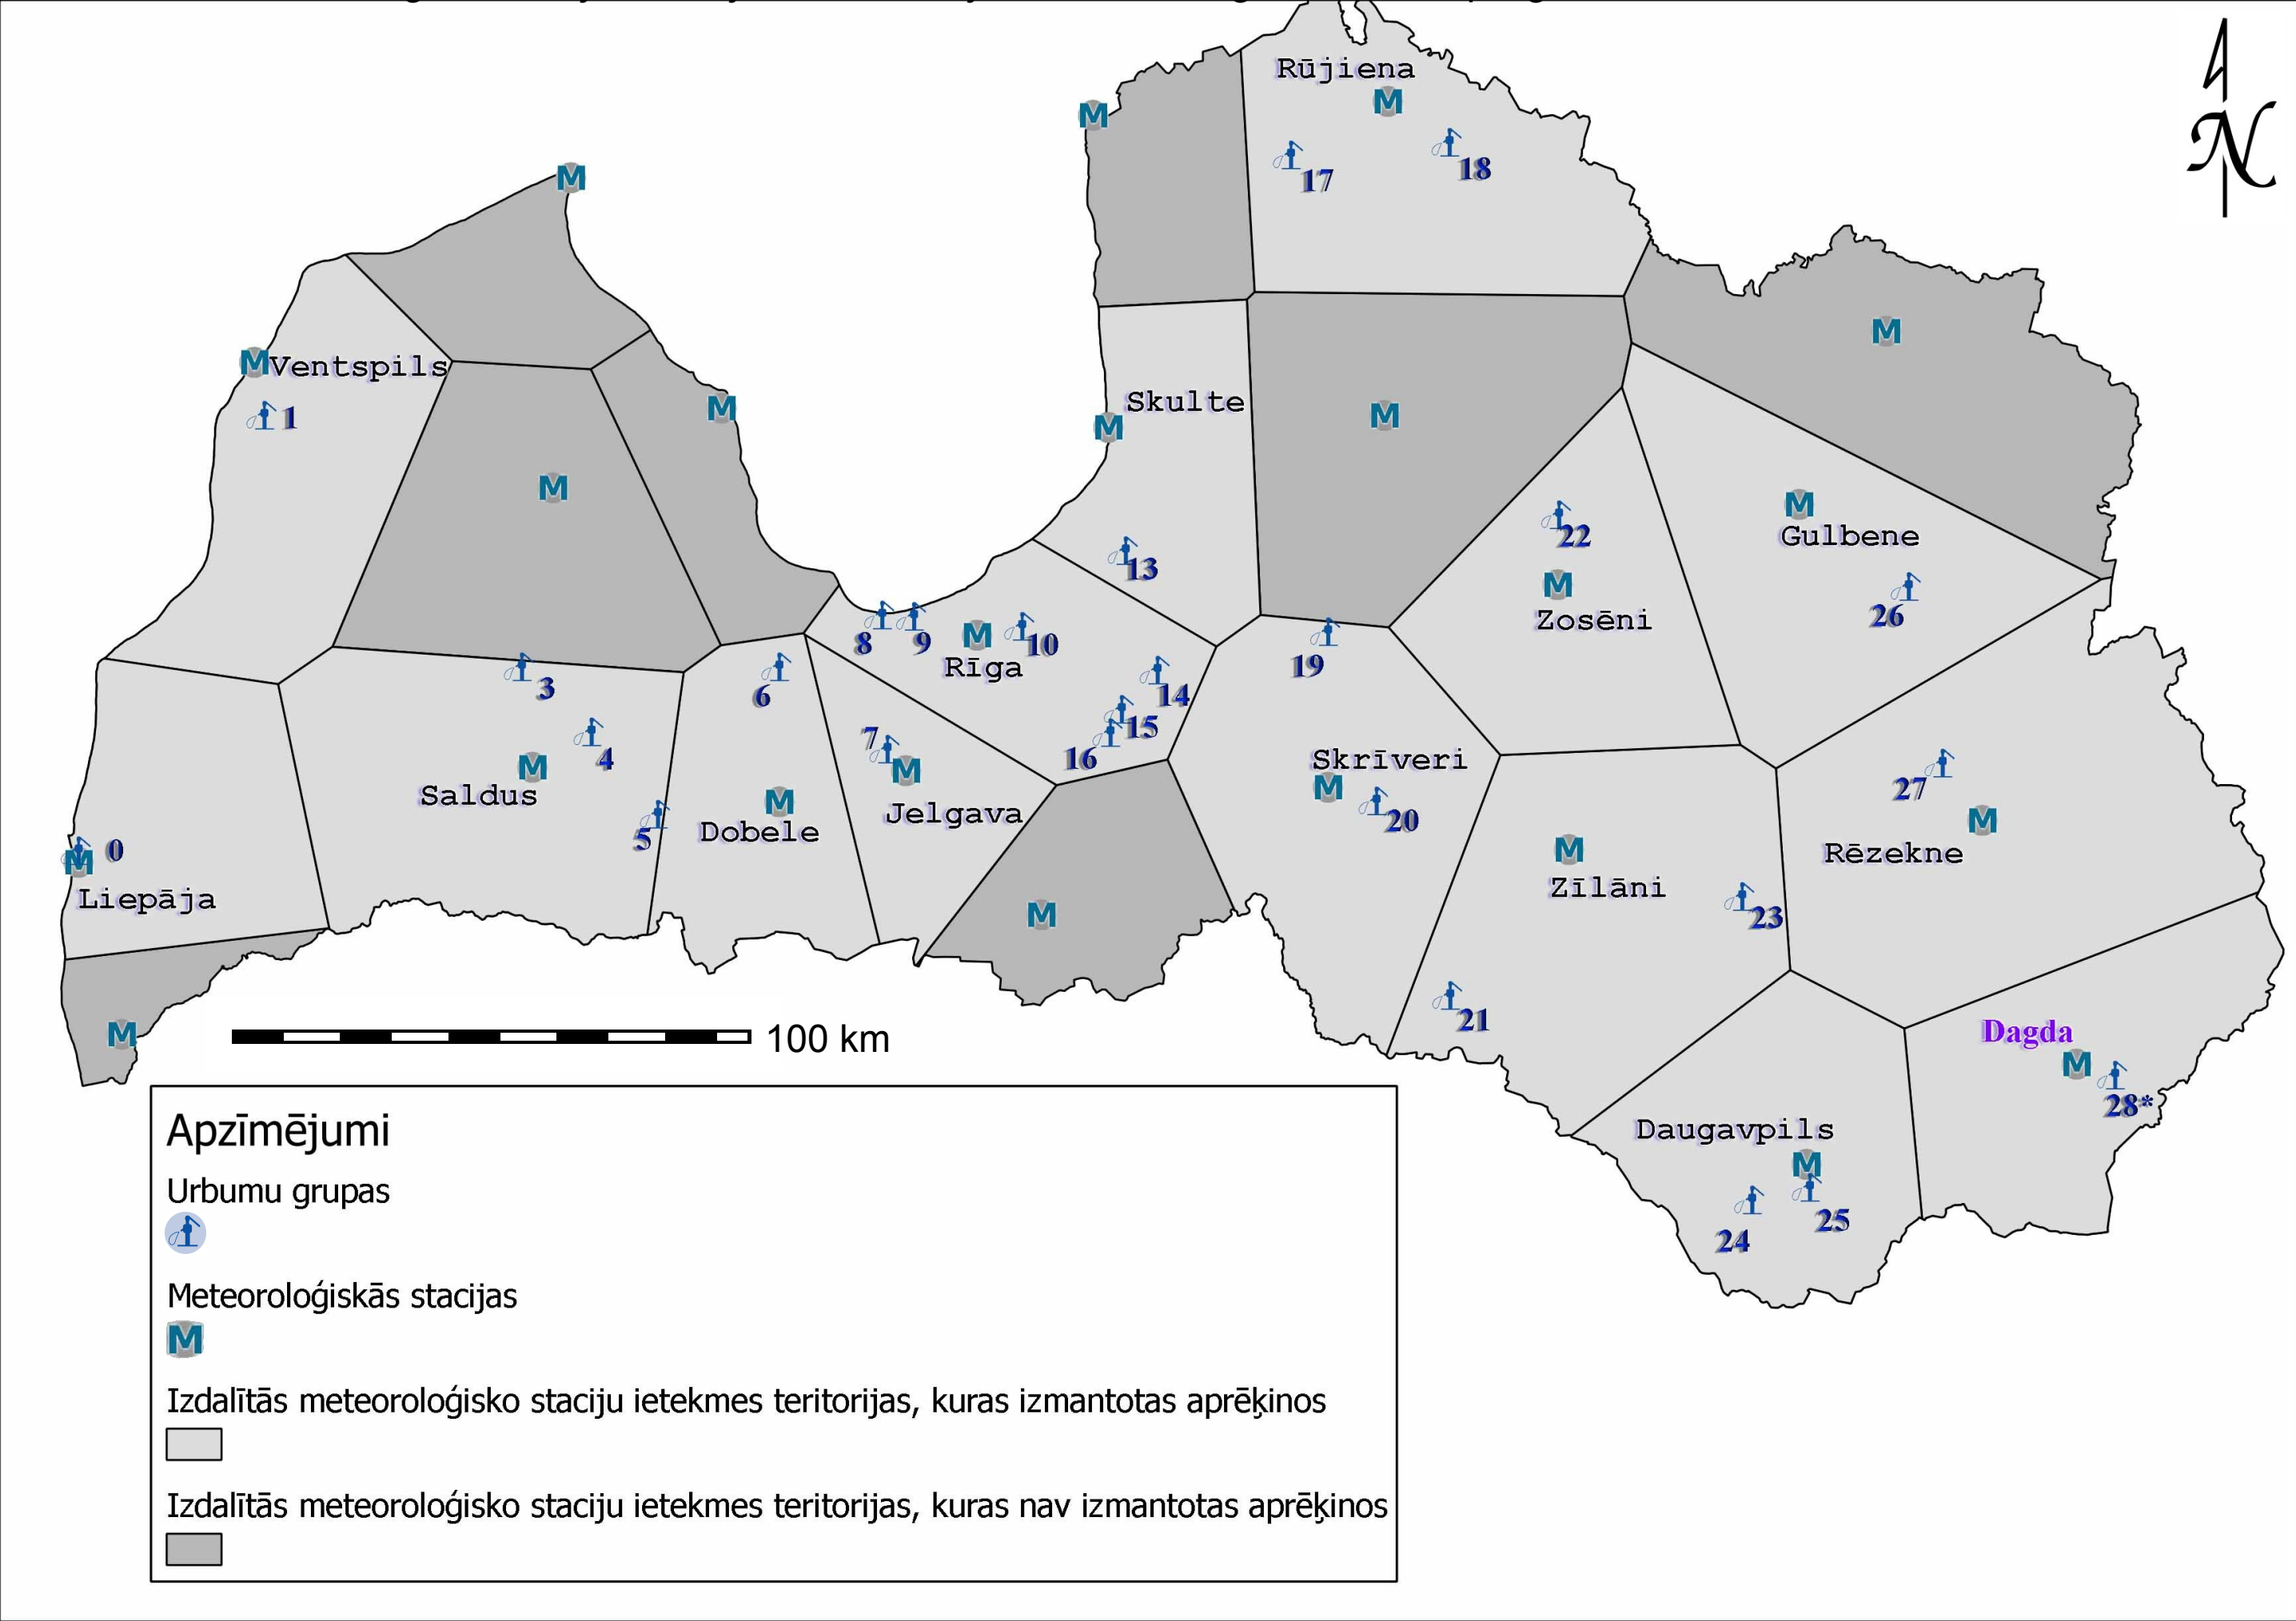 N
Rūjiena
M
M
17
18
M
M
Ventspils
M
1
M
Skulte
M
M
M
M
22
Gulbene
13
M
M
26
Zosēni
8
9
M
10
Rīga
19
3
6
14
15
7
4
16
Skrīveri
27
M
M
M
M
Saldus
5
Dobele
Jelgava
20
M
Rēzekne
0
M
M
Zīlāni
Liepāja
M
23
21
M
100 km
Dagda
M
28*
Daugavpils
M
24
25
Apzīmējumi
Urbumu grupas
Meteoroloģiskās stacijas
M
Izdalītās meteoroloģisko staciju ietekmes teritorijas, kuras izmantotas aprēķinos
Izdalītās meteoroloģisko staciju ietekmes teritorijas, kuras nav izmantotas aprēķinos